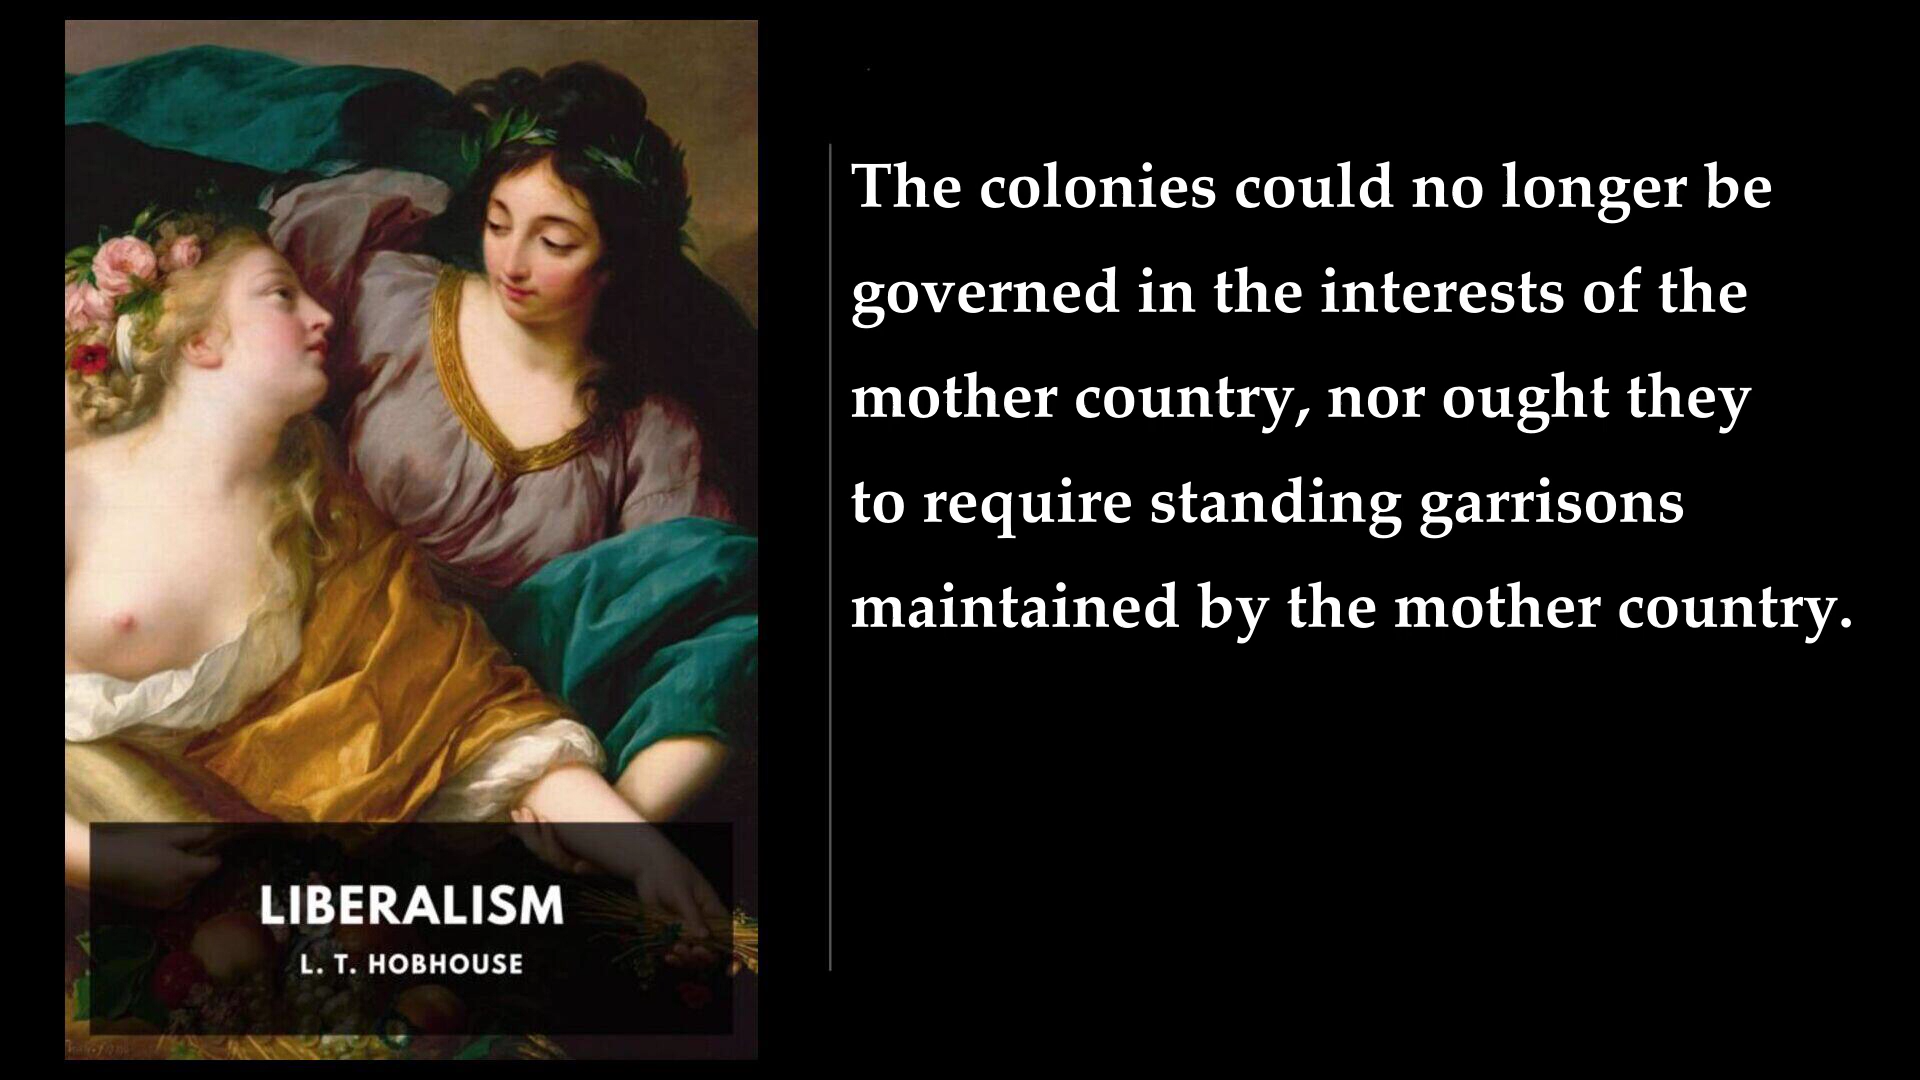 The colonies could no longer be
governed in the interests of the
mother country, nor ought they
to require standing garrisons
maintained by the mother country.
LIBERALISM
L. T. HOBHOUSE